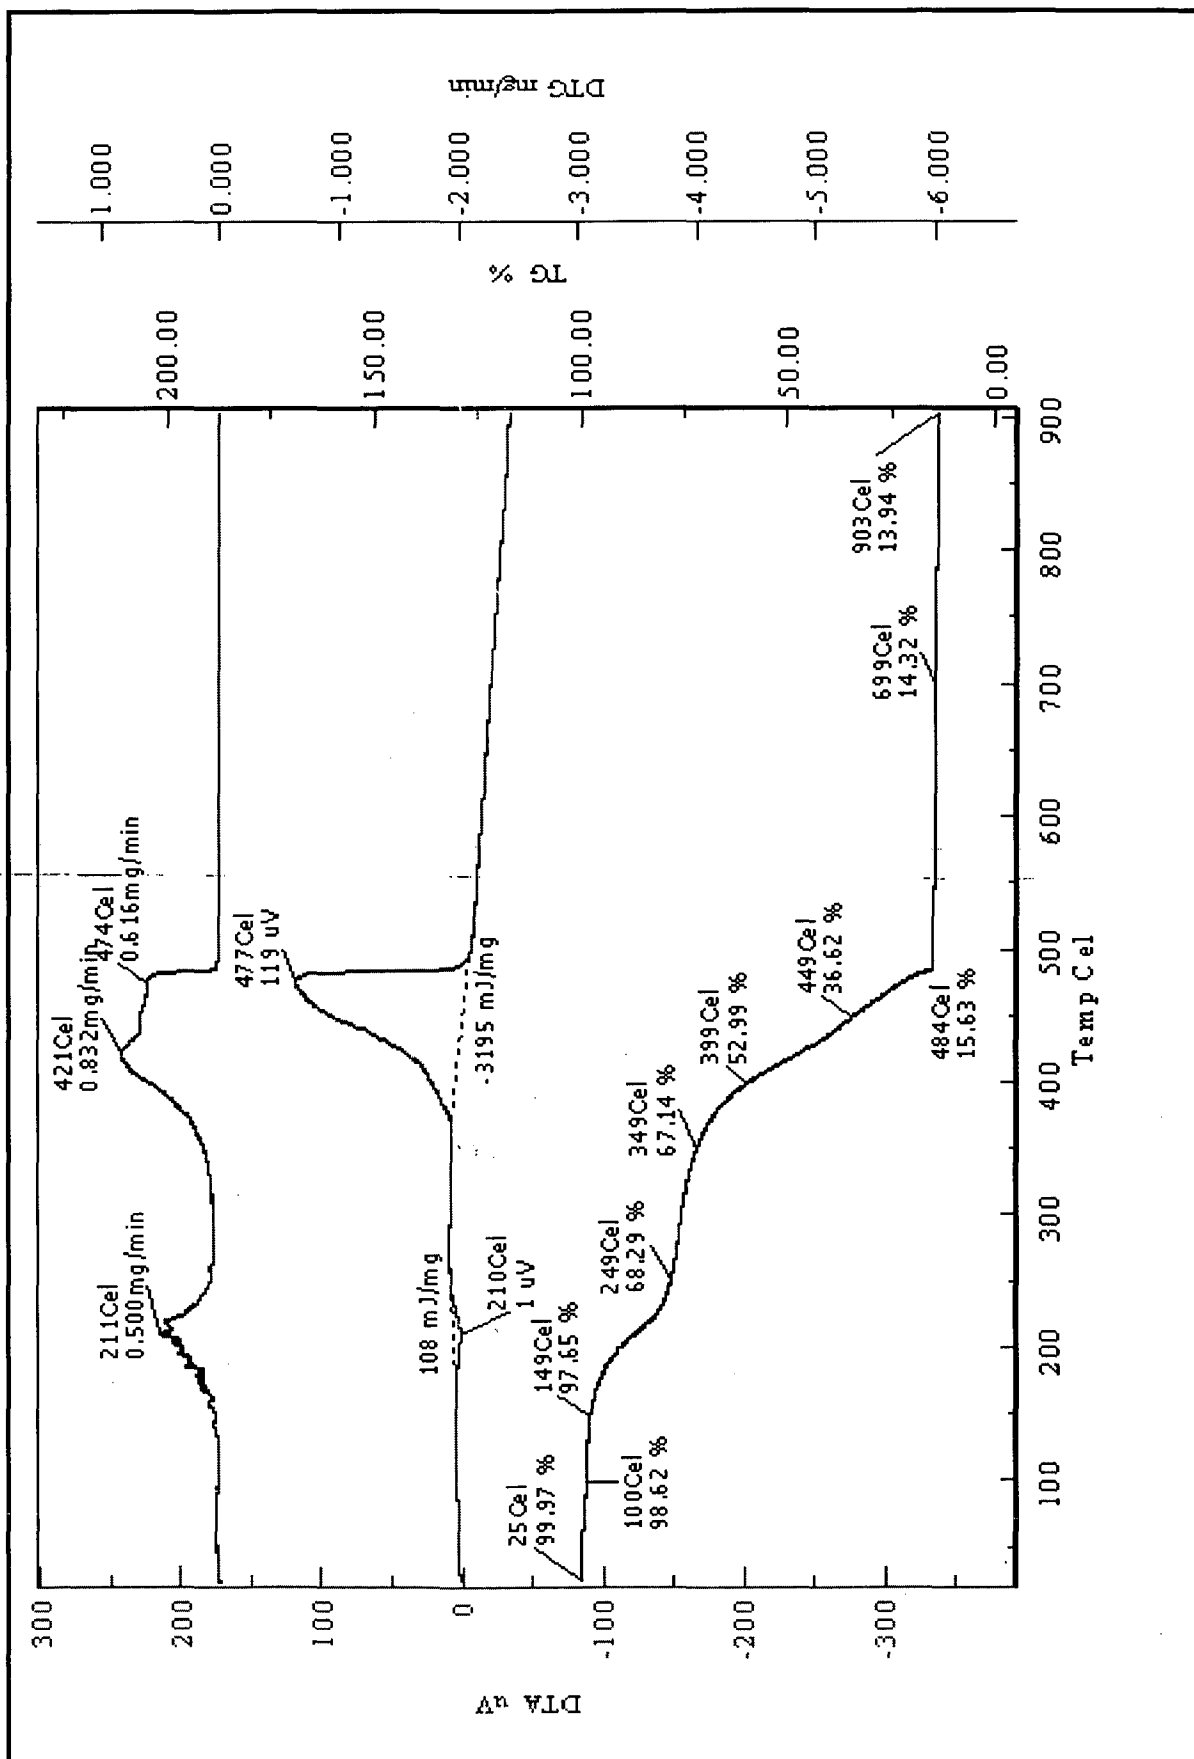 DTA uV
300
200
100
0
-100
-200
-300
211Cel
0.500mg/min
421Cel
0.832mg/min
474Cel
0.616mg/min
477Cel
119 uV
108 mJ/mg
-3195 mJ/mg
210Cel
1 uV
25Cel
99.97 %
100Cel
98.62 %
149Cel
97.65 %
249Cel
68.29 %
349Cel
67.14 %
399Cel
52.99 %
449Cel
36.62 %
484Cel
15.63 %
699Cel
14.32 %
903Cel
13.94 %
100
200
300
400
500
600
700
800
900
Temp Cel
200.00
150.00
100.00
50.00
0.00
TG %
1.000
0.000
-1.000
-2.000
-3.000
-4.000
-5.000
-6.000
DTG mg/min